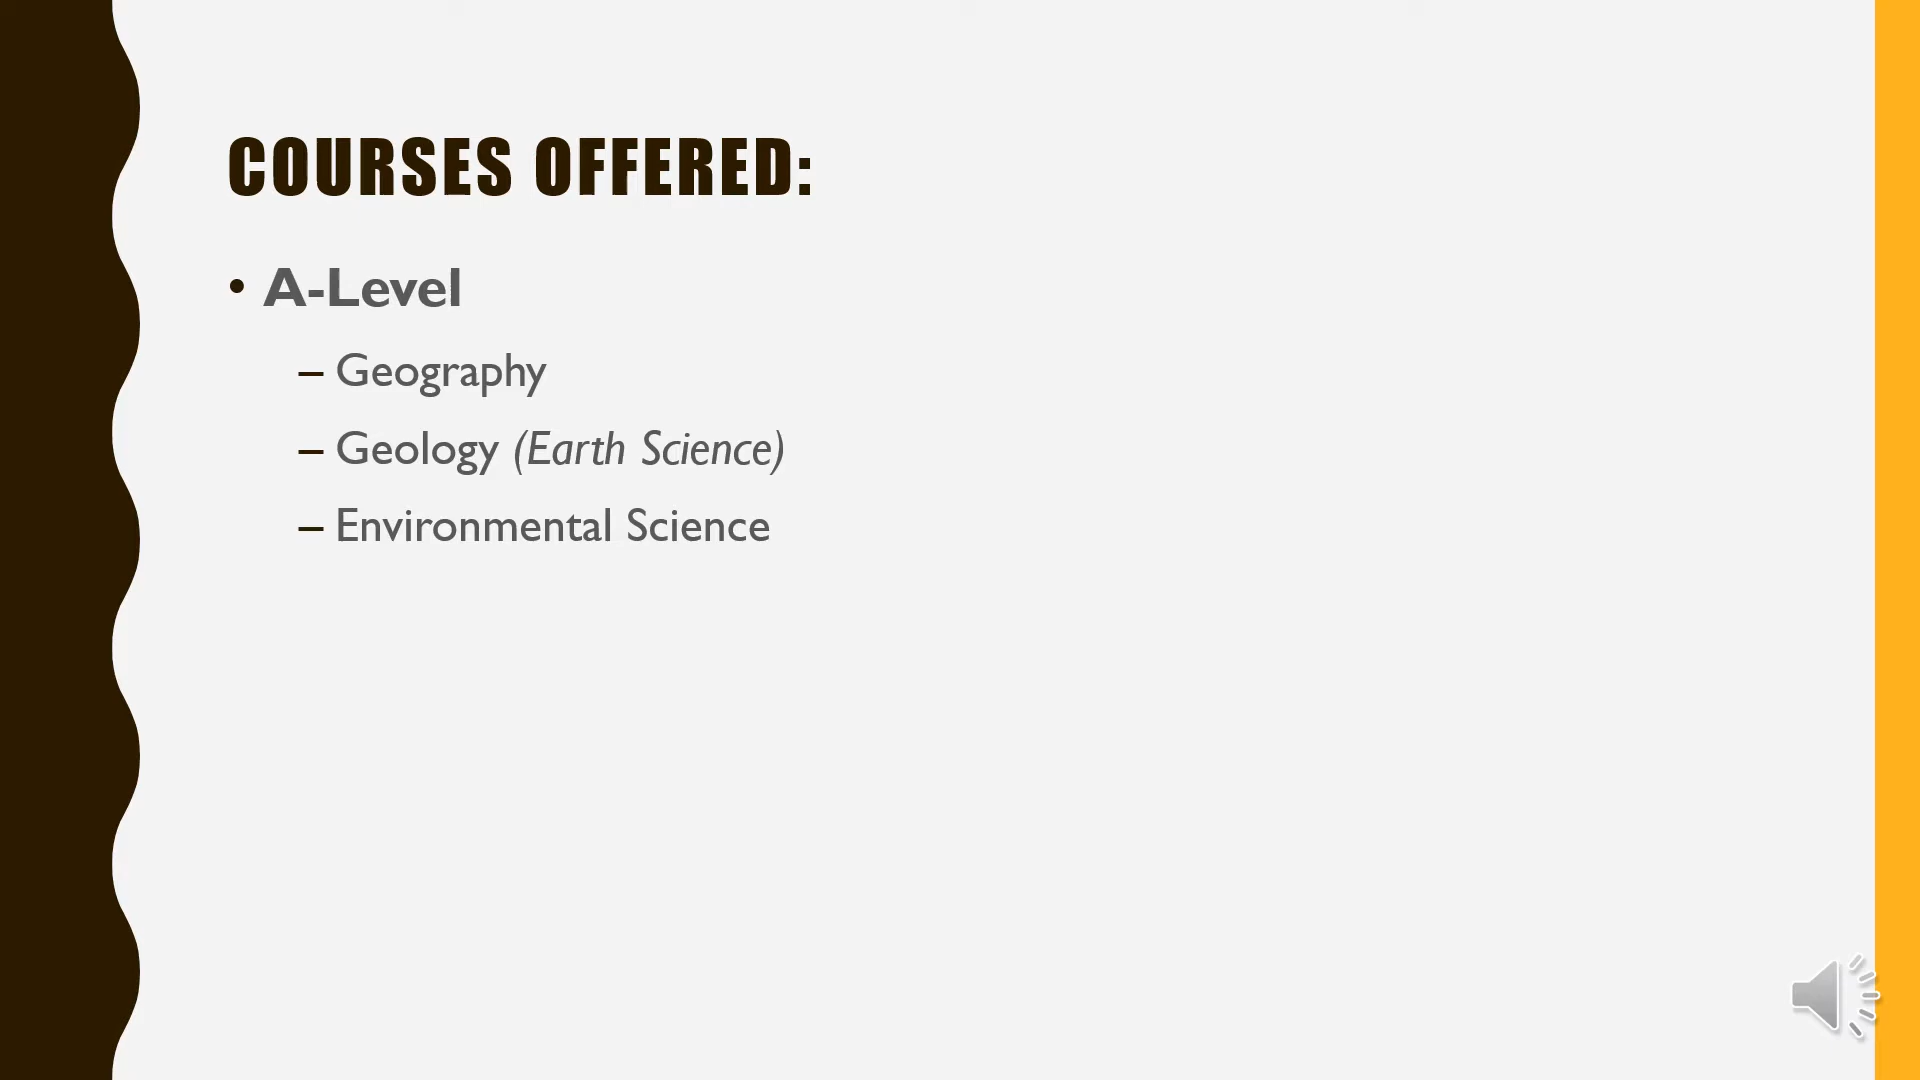 COURSES OFFERED:
• A-Level
– Geography
– Geology (Earth Science)
– Environmental Science